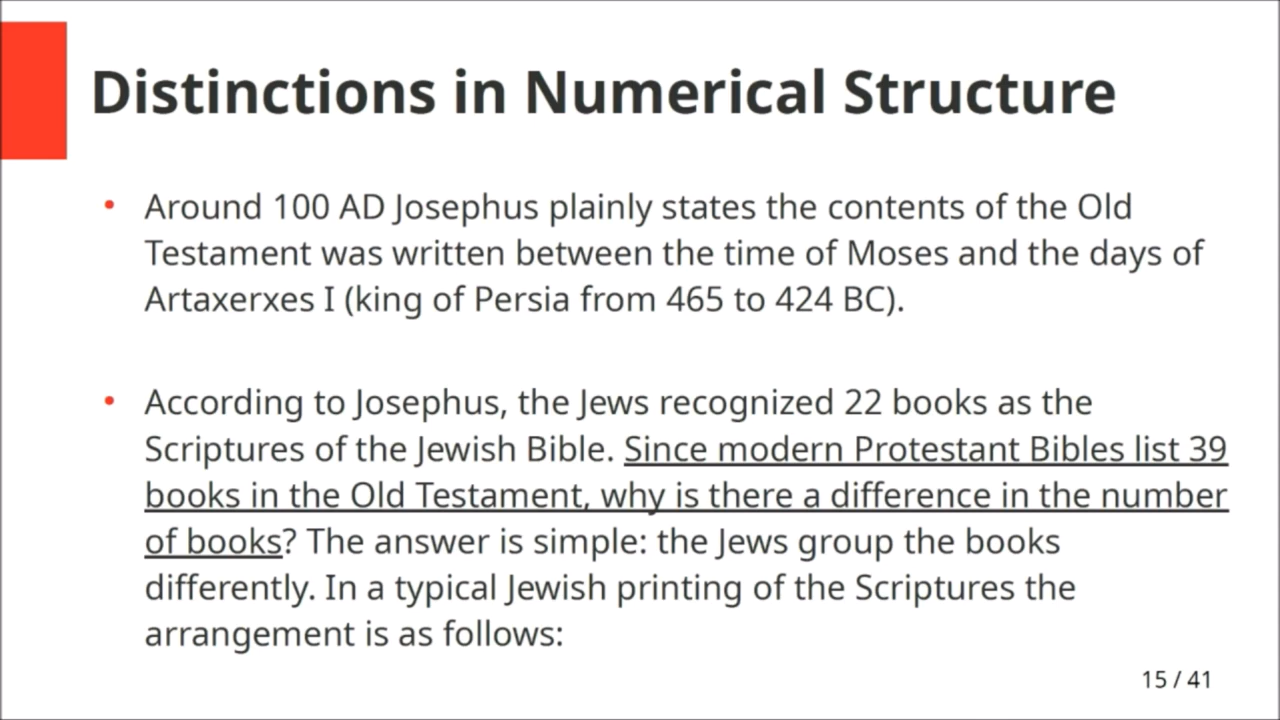 Distinctions in Numerical Structure
• Around 100 AD Josephus plainly states the contents of the Old
Testament was written between the time of Moses and the days of
Artaxerxes I (king of Persia from 465 to 424 BC).
• According to Josephus, the Jews recognized 22 books as the
Scriptures of the Jewish Bible. Since modern Protestant Bibles list 39
books in the Old Testament, why is there a difference in the number
of books? The answer is simple: the Jews group the books
differently. In a typical Jewish printing of the Scriptures the
arrangement is as follows:
15 / 41